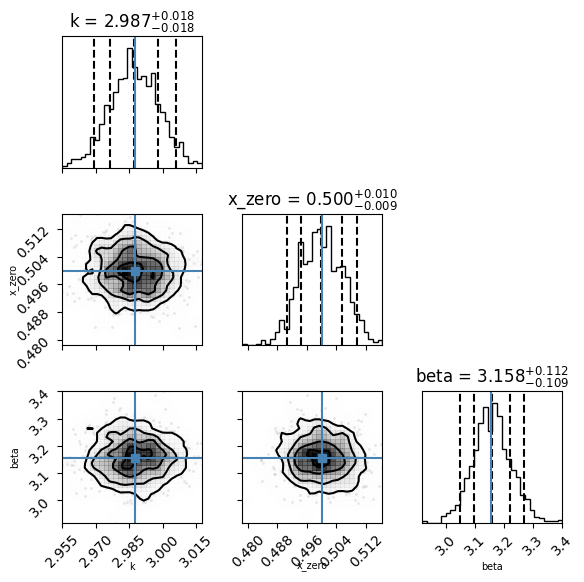 k = 2.987+0.018 −0.018
x_zero = 0.500+0.010 −0.009
x_zero
0.512
0.504
0.496
0.488
0.480
beta = 3.158+0.112 −0.109
beta
3.4
3.3
3.2
3.1
3.0
2.955 2.970 2.985 3.000 3.015
k
0.480 0.488 0.496 0.504 0.512
x_zero
3.0 3.1 3.2 3.3 3.4
beta